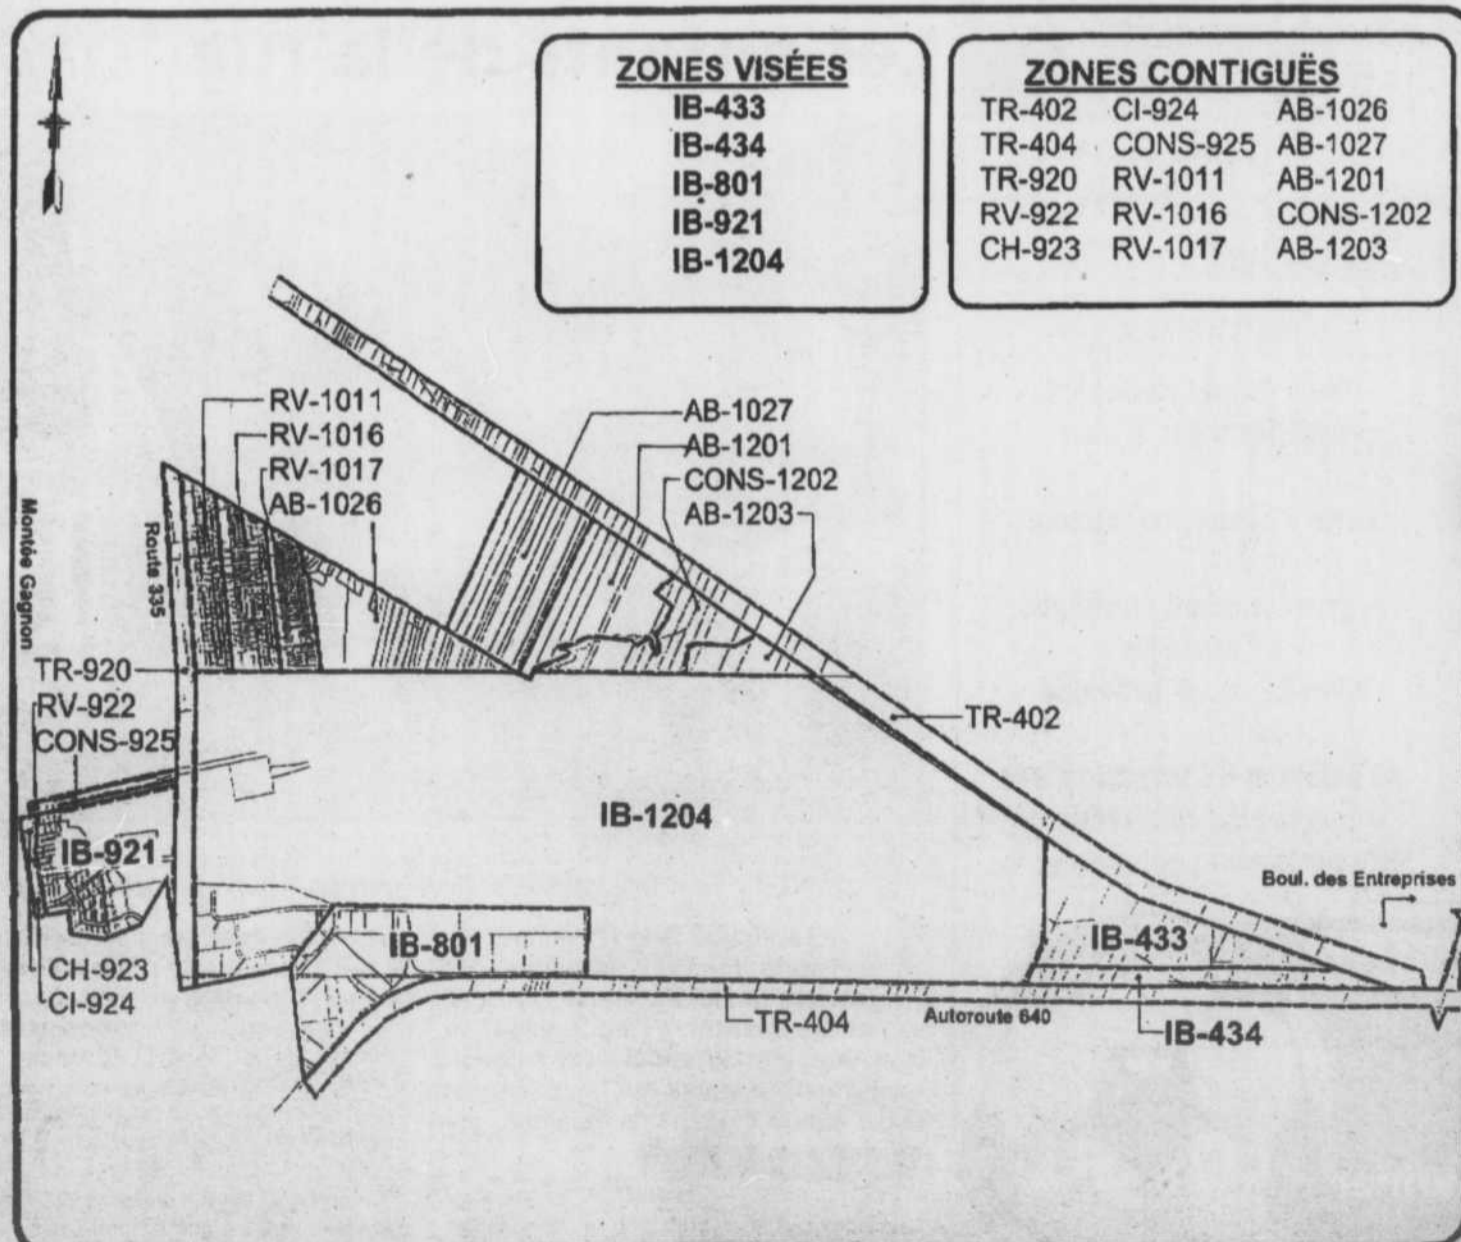 ZONES VISÉES
IB-433
IB-434
IB-801
IB-921
IB-1204
ZONES CONTIGUËS
TR-402 CI-924 AB-1026
TR-404 CONS-925 AB-1027
TR-920 RV-1011 AB-1201
RV-922 RV-1016 CONS-1202
CH-923 RV-1017 AB-1203
RV-1011
RV-1016
RV-1017
AB-1026
AB-1027
AB-1201
CONS-1202
AB-1203
Montée Gagnon
Route 335
TR-920
RV-922
CONS-925
TR-402
IB-1204
IB-921
Boul. des Entreprises
IB-801
IB-433
CH-923
CI-924
TR-404
Autoroute 640
IB-434